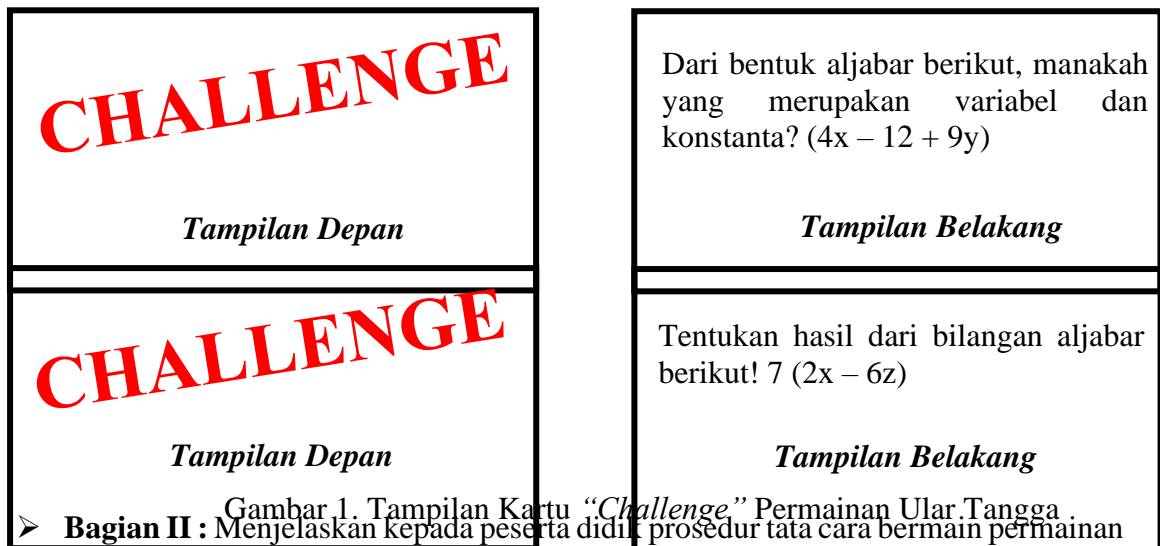 CHALLENGE
Tampilan Depan
Dari bentuk aljabar berikut, manakah
yang merupakan variabel dan
konstanta? (4x – 12 + 9y)
Tampilan Belakang
CHALLENGE
Tampilan Depan
Tentukan hasil dari bilangan aljabar
berikut! 7 (2x – 6z)
Tampilan Belakang
Gambar 1. Tampilan Kartu “Challenge” Permainan Ular Tangga
➢ Bagian II : Menjelaskan kepada peserta didik prosedur tata cara bermain permainan